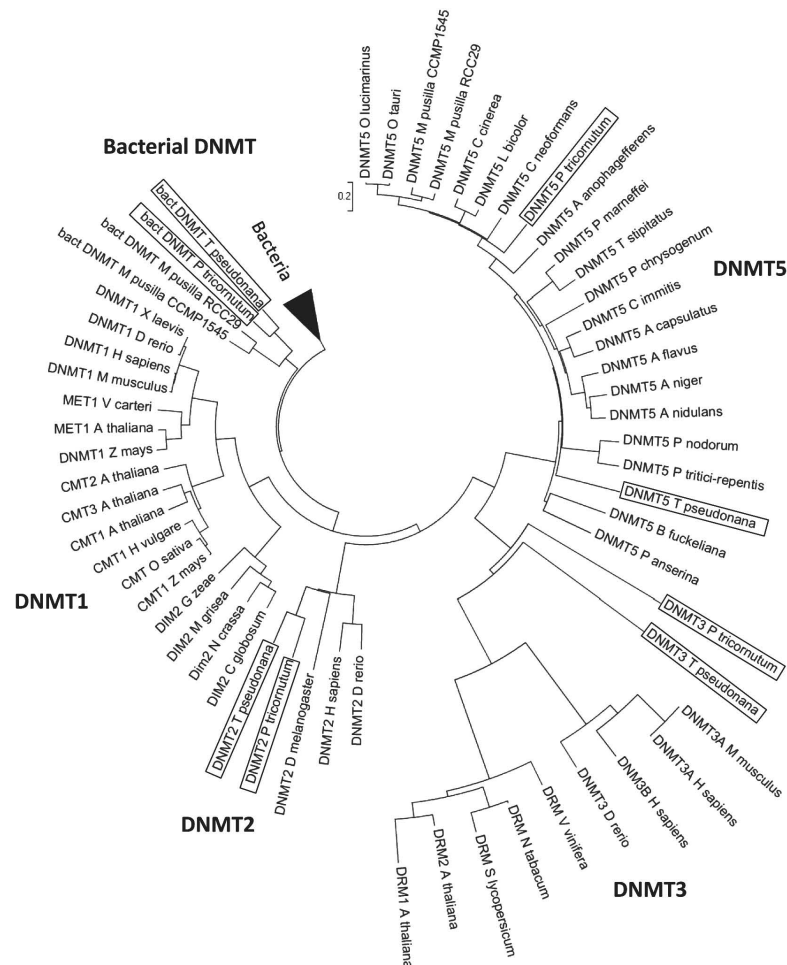 DNMT5 O lucimarinus
DNMT5 O tauri
DNMT5 M pusilla CCMP1545
DNMT5 M pusilla RCC29
DNMT5 C cinerea
DNMT5 L bicolor
DNMT5 C neoformans
DNMT5 P tricornutum
DNMT5 A anophagefferens
DNMT5 P marneffei
DNMT5 T stipitatus
DNMT5 P chrysogenum
DNMT5 C immitis
DNMT5 A capsulatus
DNMT5 A flavus
DNMT5 A niger
DNMT5 A nidulans
DNMT5 P nodorum
DNMT5 P tritici-repentis
DNMT5 T pseudonana
DNMT5 B fuckeliana
DNMT5 P anserina
DNMT5
DNMT3 P tricornutum
DNMT3 T pseudonana
DNMT3A M musculus
DNMT3A H sapiens
DNM3B H sapiens
DNMT3 D rerio
DRM V vinifera
DRM N tabacum
DRM S lycopersicum
DRM2 A thaliana
DRM1 A thaliana
DNMT3
DNMT2 D rerio
DNMT2 H sapiens
DNMT2 D melanogaster
DNMT2 P tricornutum
DNMT2 T pseudonana
DNMT2
DIM2 C globosum
Dim2 N crassa
DIM2 M grisea
DIM2 G zeae
CMT1 Z mays
CMT O sativa
CMT1 H vulgare
CMT1 A thaliana
CMT3 A thaliana
CMT2 A thaliana
DNMT1 Z mays
MET1 A thaliana
MET1 V carteri
DNMT1 M musculus
DNMT1 H sapiens
DNMT1 D rerio
DNMT1 X laevis
DNMT1
bact DNMT M pusilla CCMP1545
bact DNMT M pusilla RCC29
bact DNMT P tricornutum
bact DNMT T pseudonana
Bacterial DNMT
Bacteria
0.2